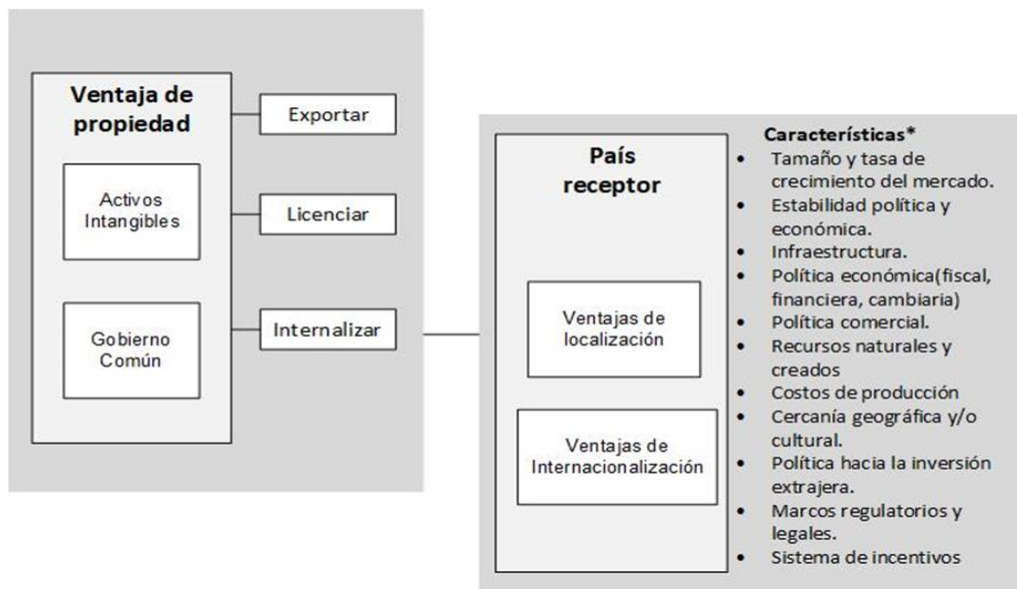 Ventaja de
propiedad
Activos
Intangibles
Gobierno
Común
Exportar
Licenciar
Internalizar
País
receptor
Ventajas de
localización
Ventajas de
Internacionalización
Características*
• Tamaño y tasa de
crecimiento del mercado.
• Estabilidad política y
económica.
• Infraestructura.
• Política económica(fiscal,
financiera, cambiaria)
• Política comercial.
• Recursos naturales y
creados
• Costos de producción
• Cercanía geográfica y/o
cultural.
• Política hacia la inversión
extrajera.
• Marcos regulatorios y
legales.
• Sistema de incentivos